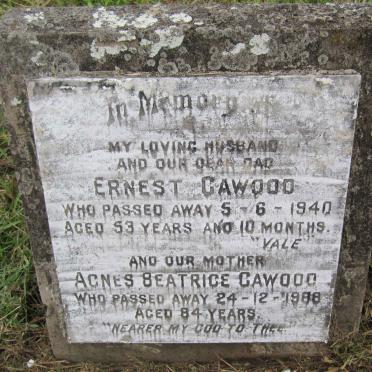 In Memory of
MY LOVING HUSBAND
AND OUR DEAR DAD
ERNEST CAWOOD
WHO PASSED AWAY 5-6-1940
AGED 53 YEARS AND 10 MONTHS.
"VALE"
AND OUR MOTHER
AGNES BEATRICE CAWOOD
WHO PASSED AWAY 24-12-1968
AGED 84 YEARS.
"NEARER MY GOD TO THEE"